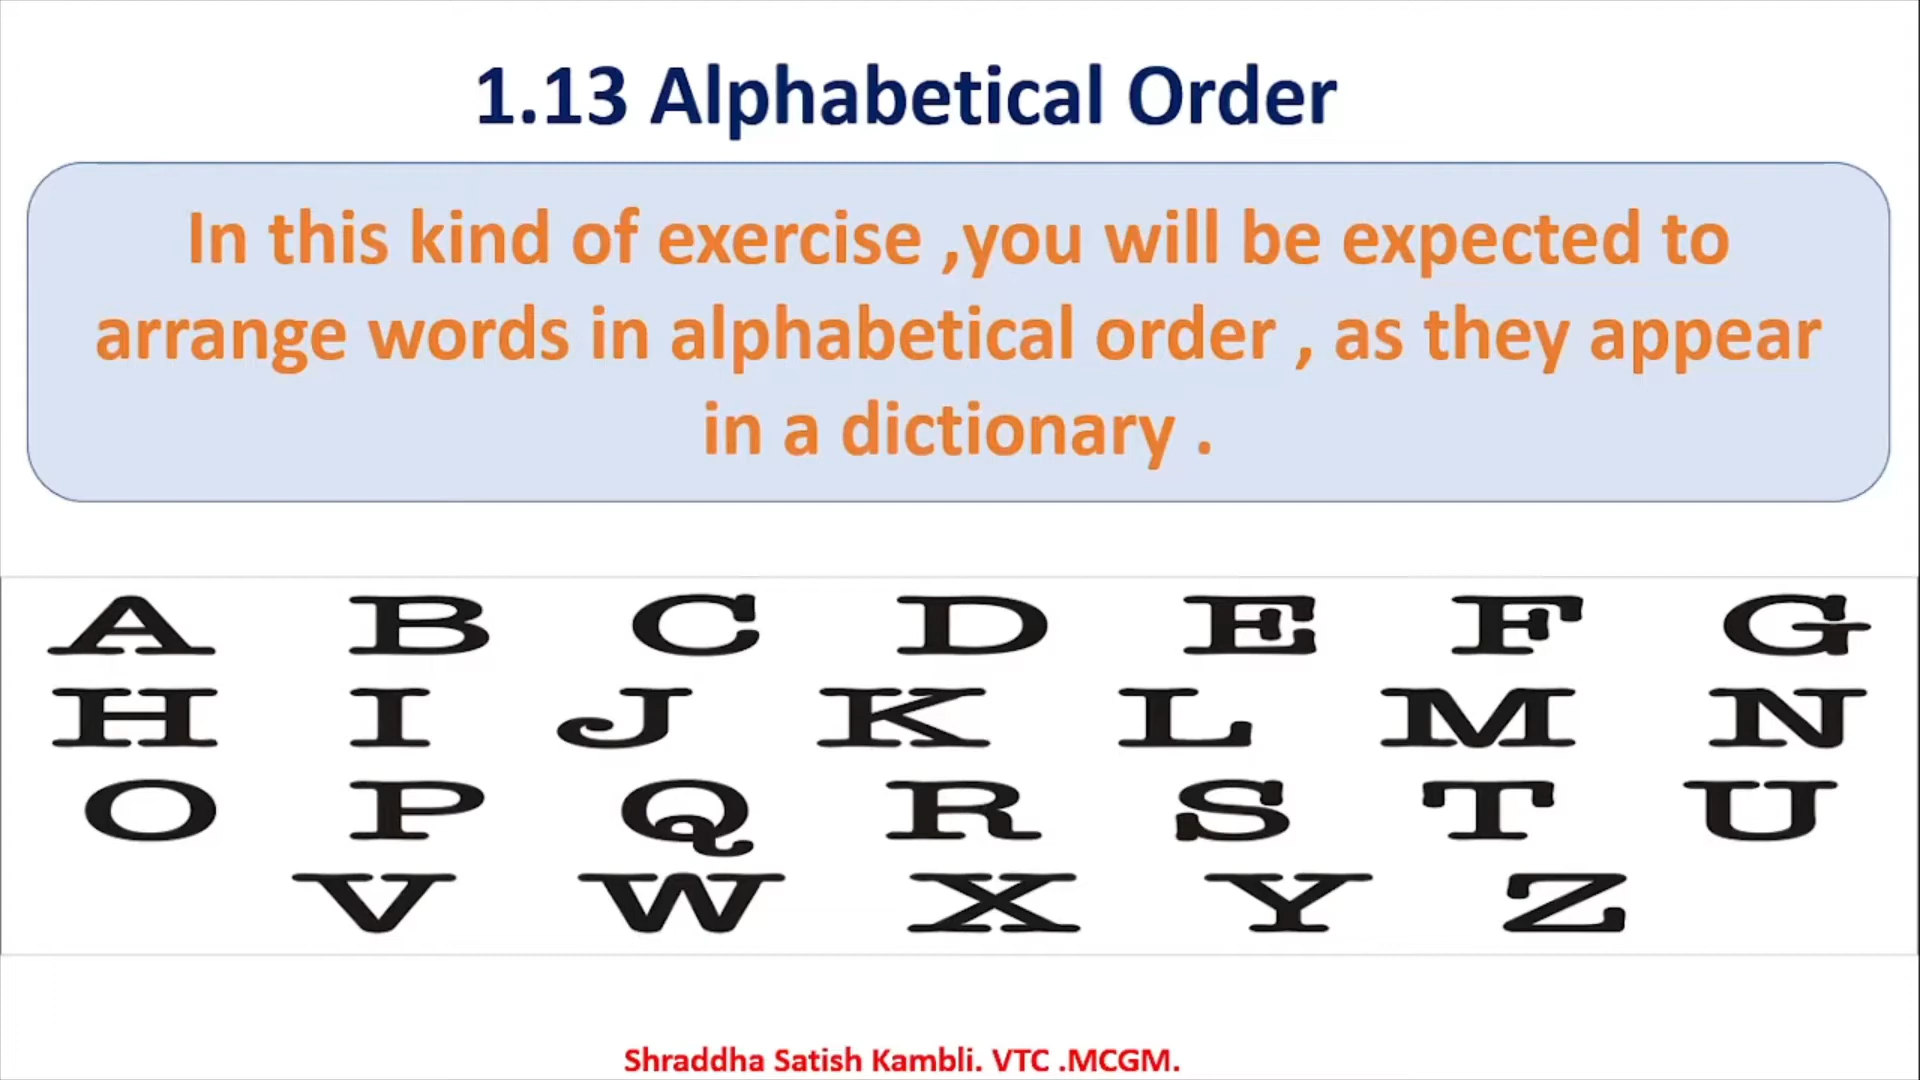 1.13 Alphabetical Order
In this kind of exercise ,you will be expected to
arrange words in alphabetical order , as they appear
in a dictionary .
A B C D E F G
H I J K L M N
O P Q R S T U
V W X Y Z
Shraddha Satish Kambli. VTC .MCGM.